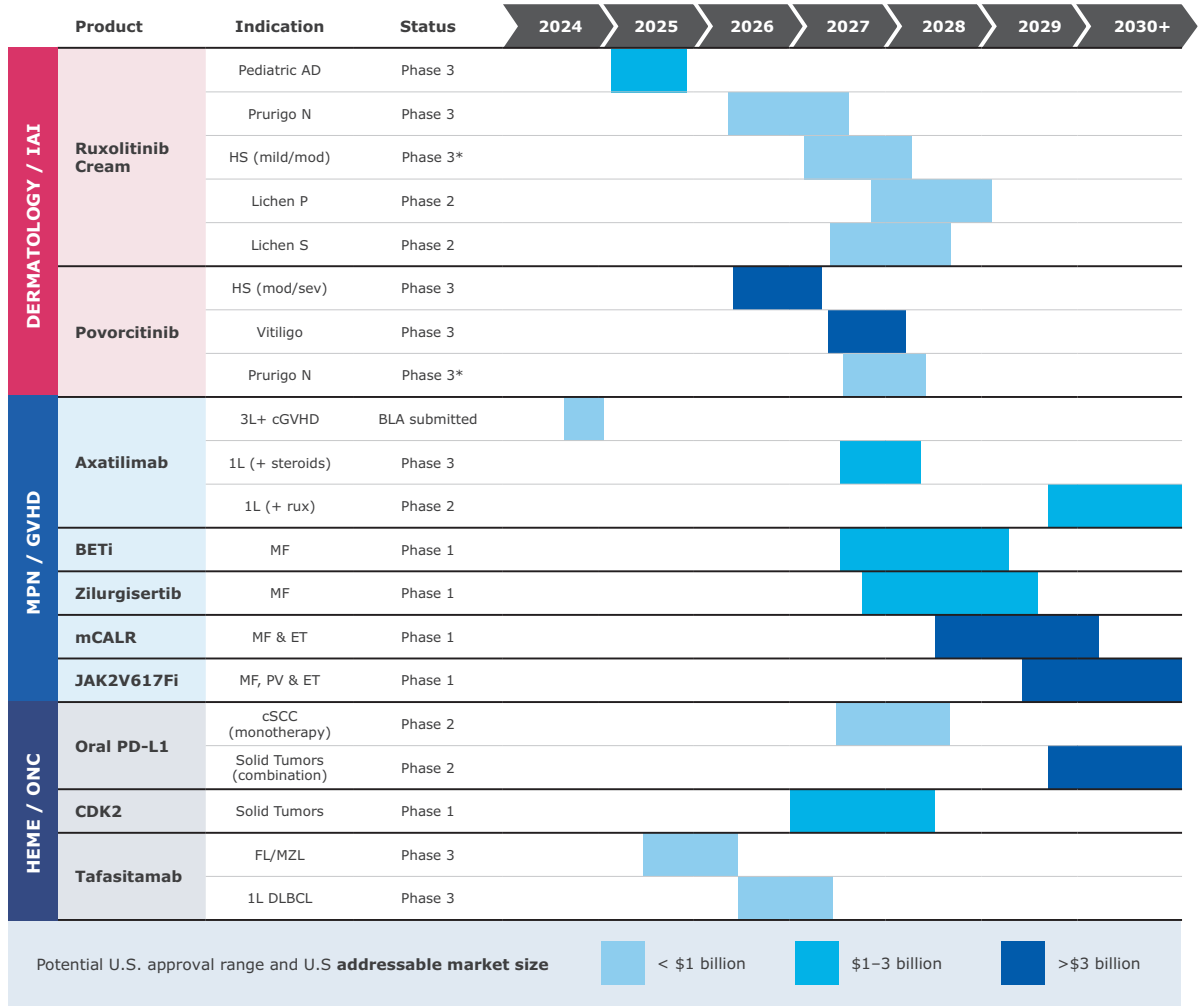 Product Indication Status 2024 2025 2026 2027 2028 2029 2030+
DERMATOLOGY / IAI
Ruxolitinib
Cream
Pediatric AD Phase 3
Prurigo N Phase 3
HS (mild/mod) Phase 3*
Lichen P Phase 2
Lichen S Phase 2
Povorcitinib
HS (mod/sev) Phase 3
Vitiligo Phase 3
Prurigo N Phase 3*
MPN / GVHD
Axatilimab
3L+ cGVHD BLA submitted
1L (+ steroids) Phase 3
1L (+ rux) Phase 2
BETi MF Phase 1
Zilurgisertib MF Phase 1
mCALR MF & ET Phase 1
JAK2V617Fi MF, PV & ET Phase 1
HEME / ONC
Oral PD-L1
cSCC
(monotherapy) Phase 2
Solid Tumors
(combination) Phase 2
CDK2 Solid Tumors Phase 1
Tafasitamab
FL/MZL Phase 3
1L DLBCL Phase 3
Potential U.S. approval range and U.S addressable market size < $1 billion $1–3 billion >$3 billion